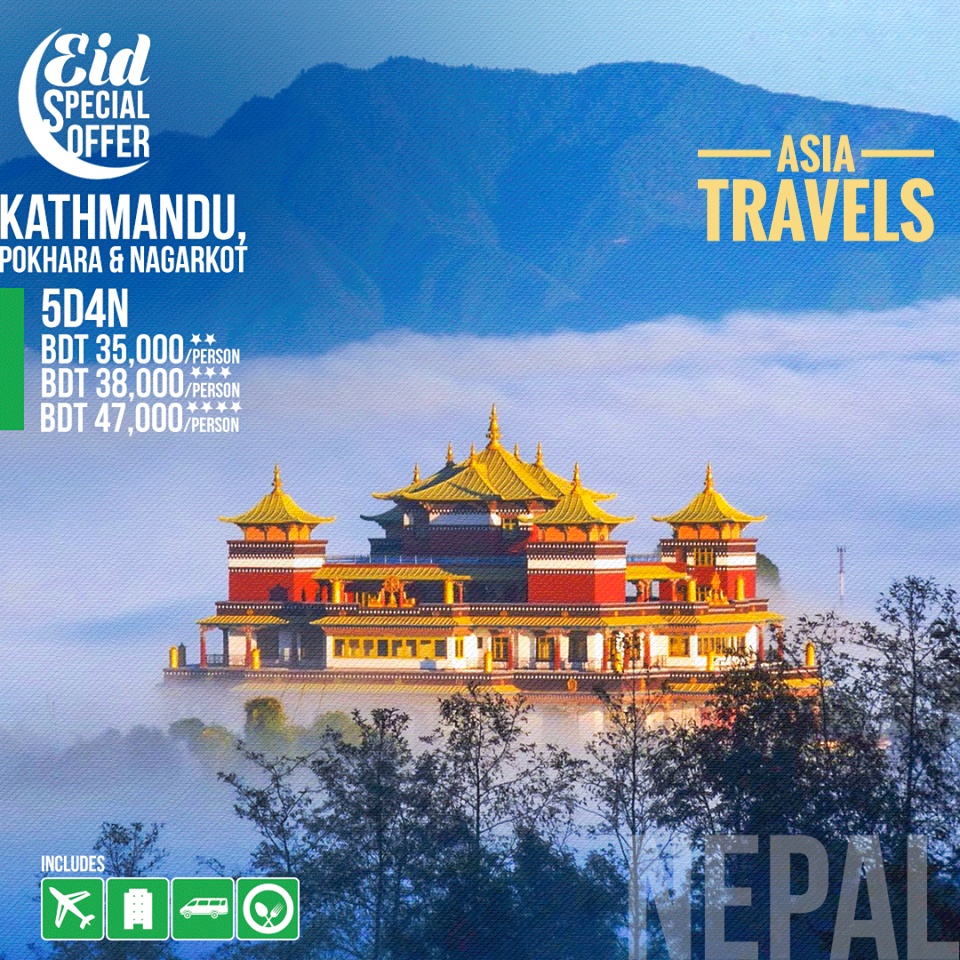 Eid
SPECIAL
OFFER
KATHMANDU,
POKHARA & NAGARKOT
5D4N
BDT 35,000/PERSON
BDT 38,000/PERSON
BDT 47,000/PERSON
ASIA
TRAVELS
INCLUDES
NEPAL